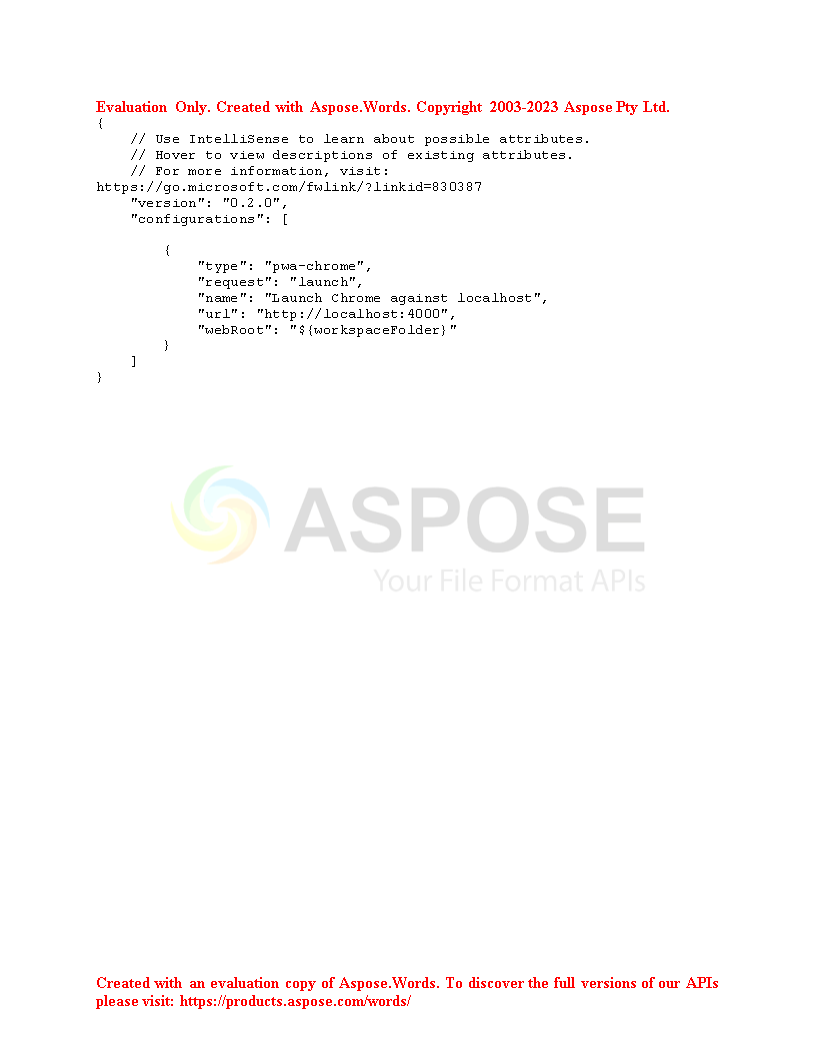 Evaluation Only. Created with Aspose.Words. Copyright 2003-2023 Aspose Pty Ltd.
{
    // Use IntelliSense to learn about possible attributes.
    // Hover to view descriptions of existing attributes.
    // For more information, visit:
https://go.microsoft.com/fwlink/?linkid=830387
    "version": "0.2.0",
    "configurations": [
        {
            "type": "pwa-chrome",
            "request": "launch",
            "name": "Launch Chrome against localhost",
            "url": "http://localhost:4000",
            "webRoot": "${workspaceFolder}"
        }
    ]
}
ASPOSE
Your File Format APIs
Created with an evaluation copy of Aspose.Words. To discover the full versions of our APIs
please visit: https://products.aspose.com/words/